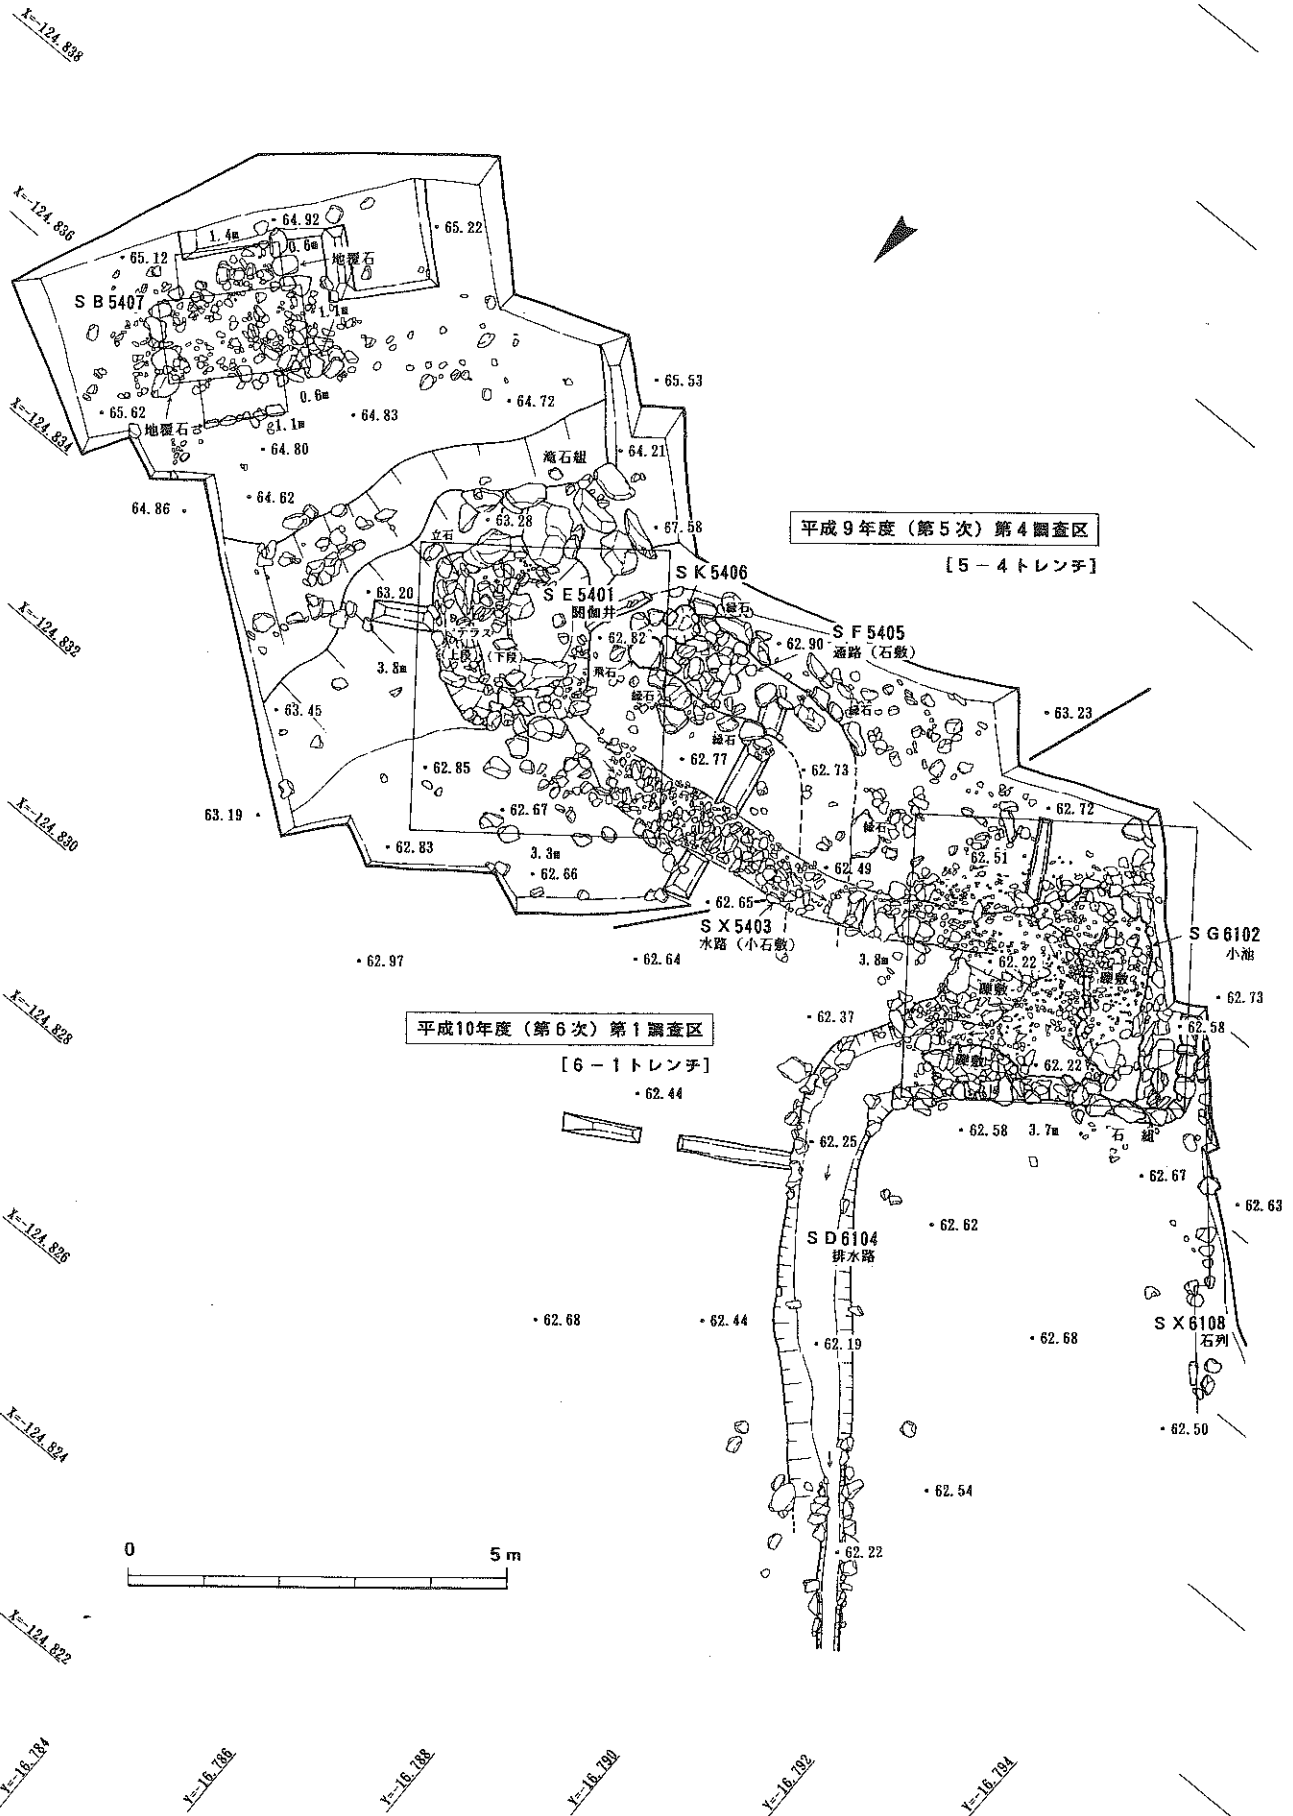 X=-124.838
X=-124.836
64.92
65.22
1.4m
0.6m
65.12
地覆石
SB5407
1.1m
65.53
0.6m
64.72
X=-124.834
65.62
64.83
地覆石
1.1m
64.80
滝石組
64.21
64.62
64.86
63.28
67.58
平成9年度(第5次)第4調査区
立石
[5-4トレンチ]
SK5406
63.20
SE5401
閼伽井
縁石
X=-124.832
テラス
62.82
SF5405
62.90
通路(石敷)
(上段)
(下段)
3.8m
飛石
縁石
63.45
縁石
63.23
縁石
62.77
62.73
62.85
X=-124.830
63.19
62.67
62.72
縁石
62.83
3.3m
62.51
62.66
62.49
62.65
SX5403
水路(小石敷)
SG6102
小池
62.97
62.64
3.8m
62.22
礫敷
礫敷
62.73
X=-124.828
平成10年度(第6次)第1調査区
62.37
62.58
[6-1トレンチ]
礫敷
62.22
62.44
62.25
62.58
3.7m
石組
62.67
X=-124.826
62.63
62.62
SD6104
排水路
62.68
62.44
SX6108
石列
62.19
62.68
X=-124.824
62.50
62.54
0
5m
62.22
X=-124.822
Y=-16.784
Y=-16.786
Y=-16.788
Y=-16.790
Y=-16.792
Y=-16.794